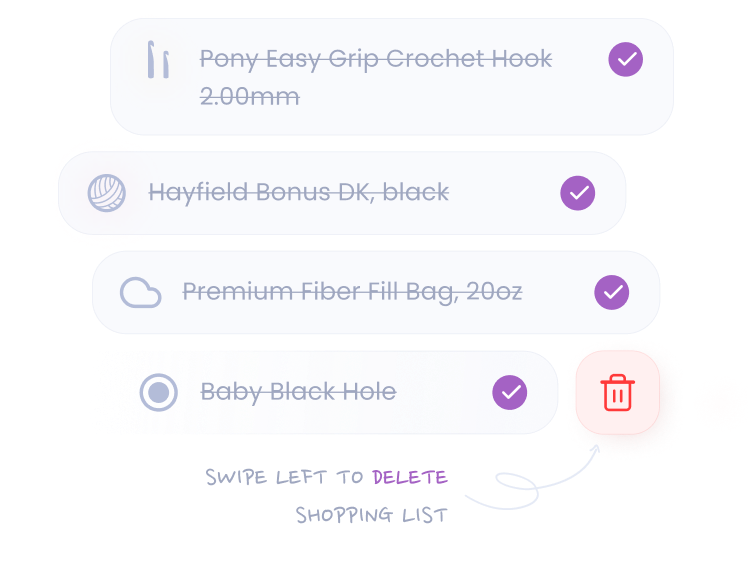 Pony Easy Grip Crochet Hook
2.00mm
Hayfield Bonus DK, black
Premium Fiber Fill Bag, 20oz
Baby Black Hole
SWIPE LEFT TO DELETE
SHOPPING LIST